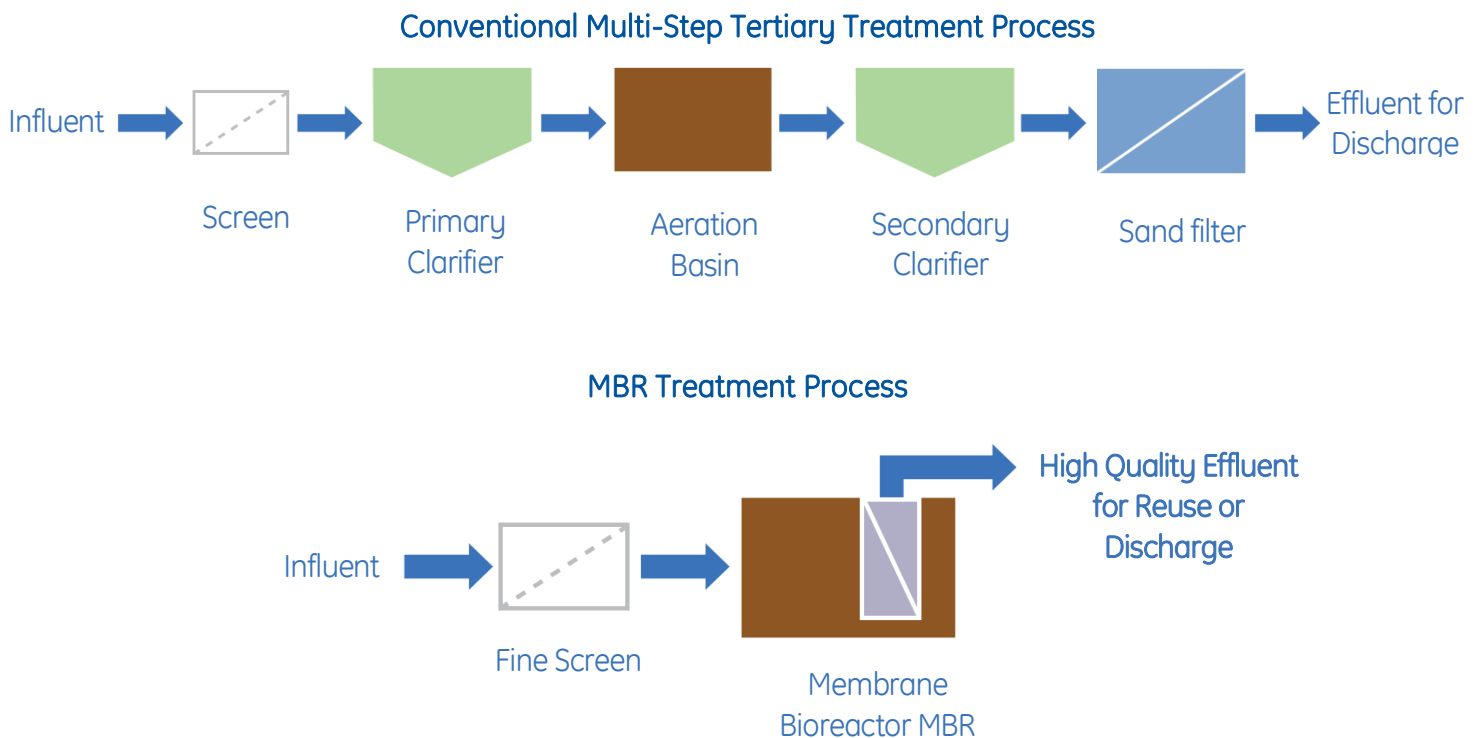 Conventional Multi-Step Tertiary Treatment Process
Influent
Effluent for
Discharge
Screen
Primary
Clarifier
Aeration
Basin
Secondary
Clarifier
Sand filter
MBR Treatment Process
Influent
High Quality Effluent
for Reuse or
Discharge
Fine Screen
Membrane
Bioreactor MBR